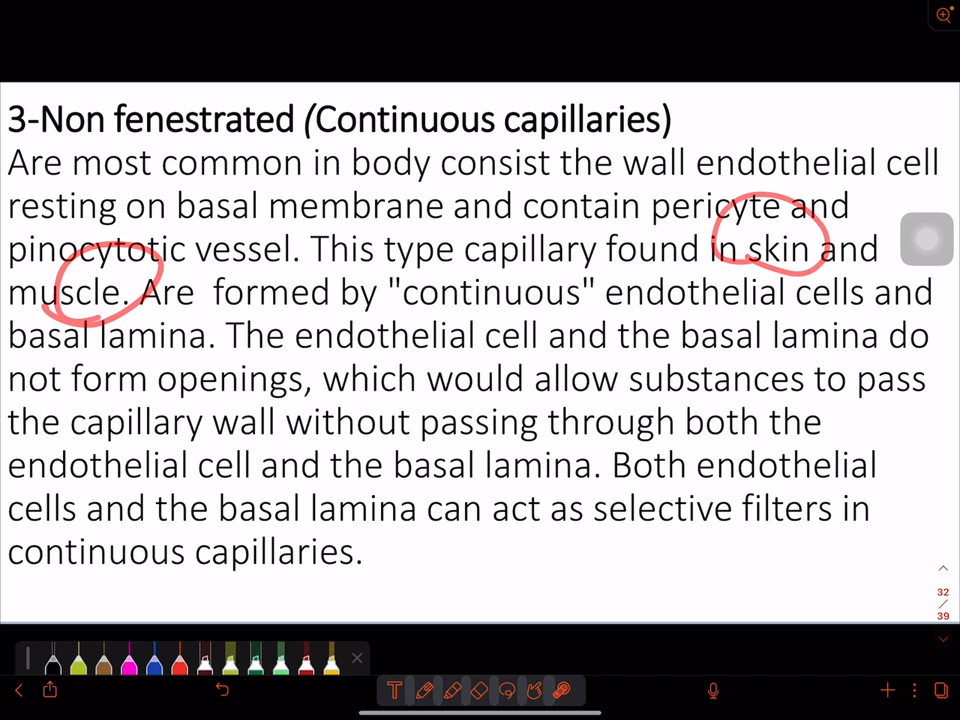 3-Non fenestrated (Continuous capillaries)
Are most common in body consist the wall endothelial cell
resting on basal membrane and contain pericyte and
pinocytotic vessel. This type capillary found in skin and
muscle. Are formed by "continuous" endothelial cells and
basal lamina. The endothelial cell and the basal lamina do
not form openings, which would allow substances to pass
the capillary wall without passing through both the
endothelial cell and the basal lamina. Both endothelial
cells and the basal lamina can act as selective filters in
continuous capillaries.
32
/
39